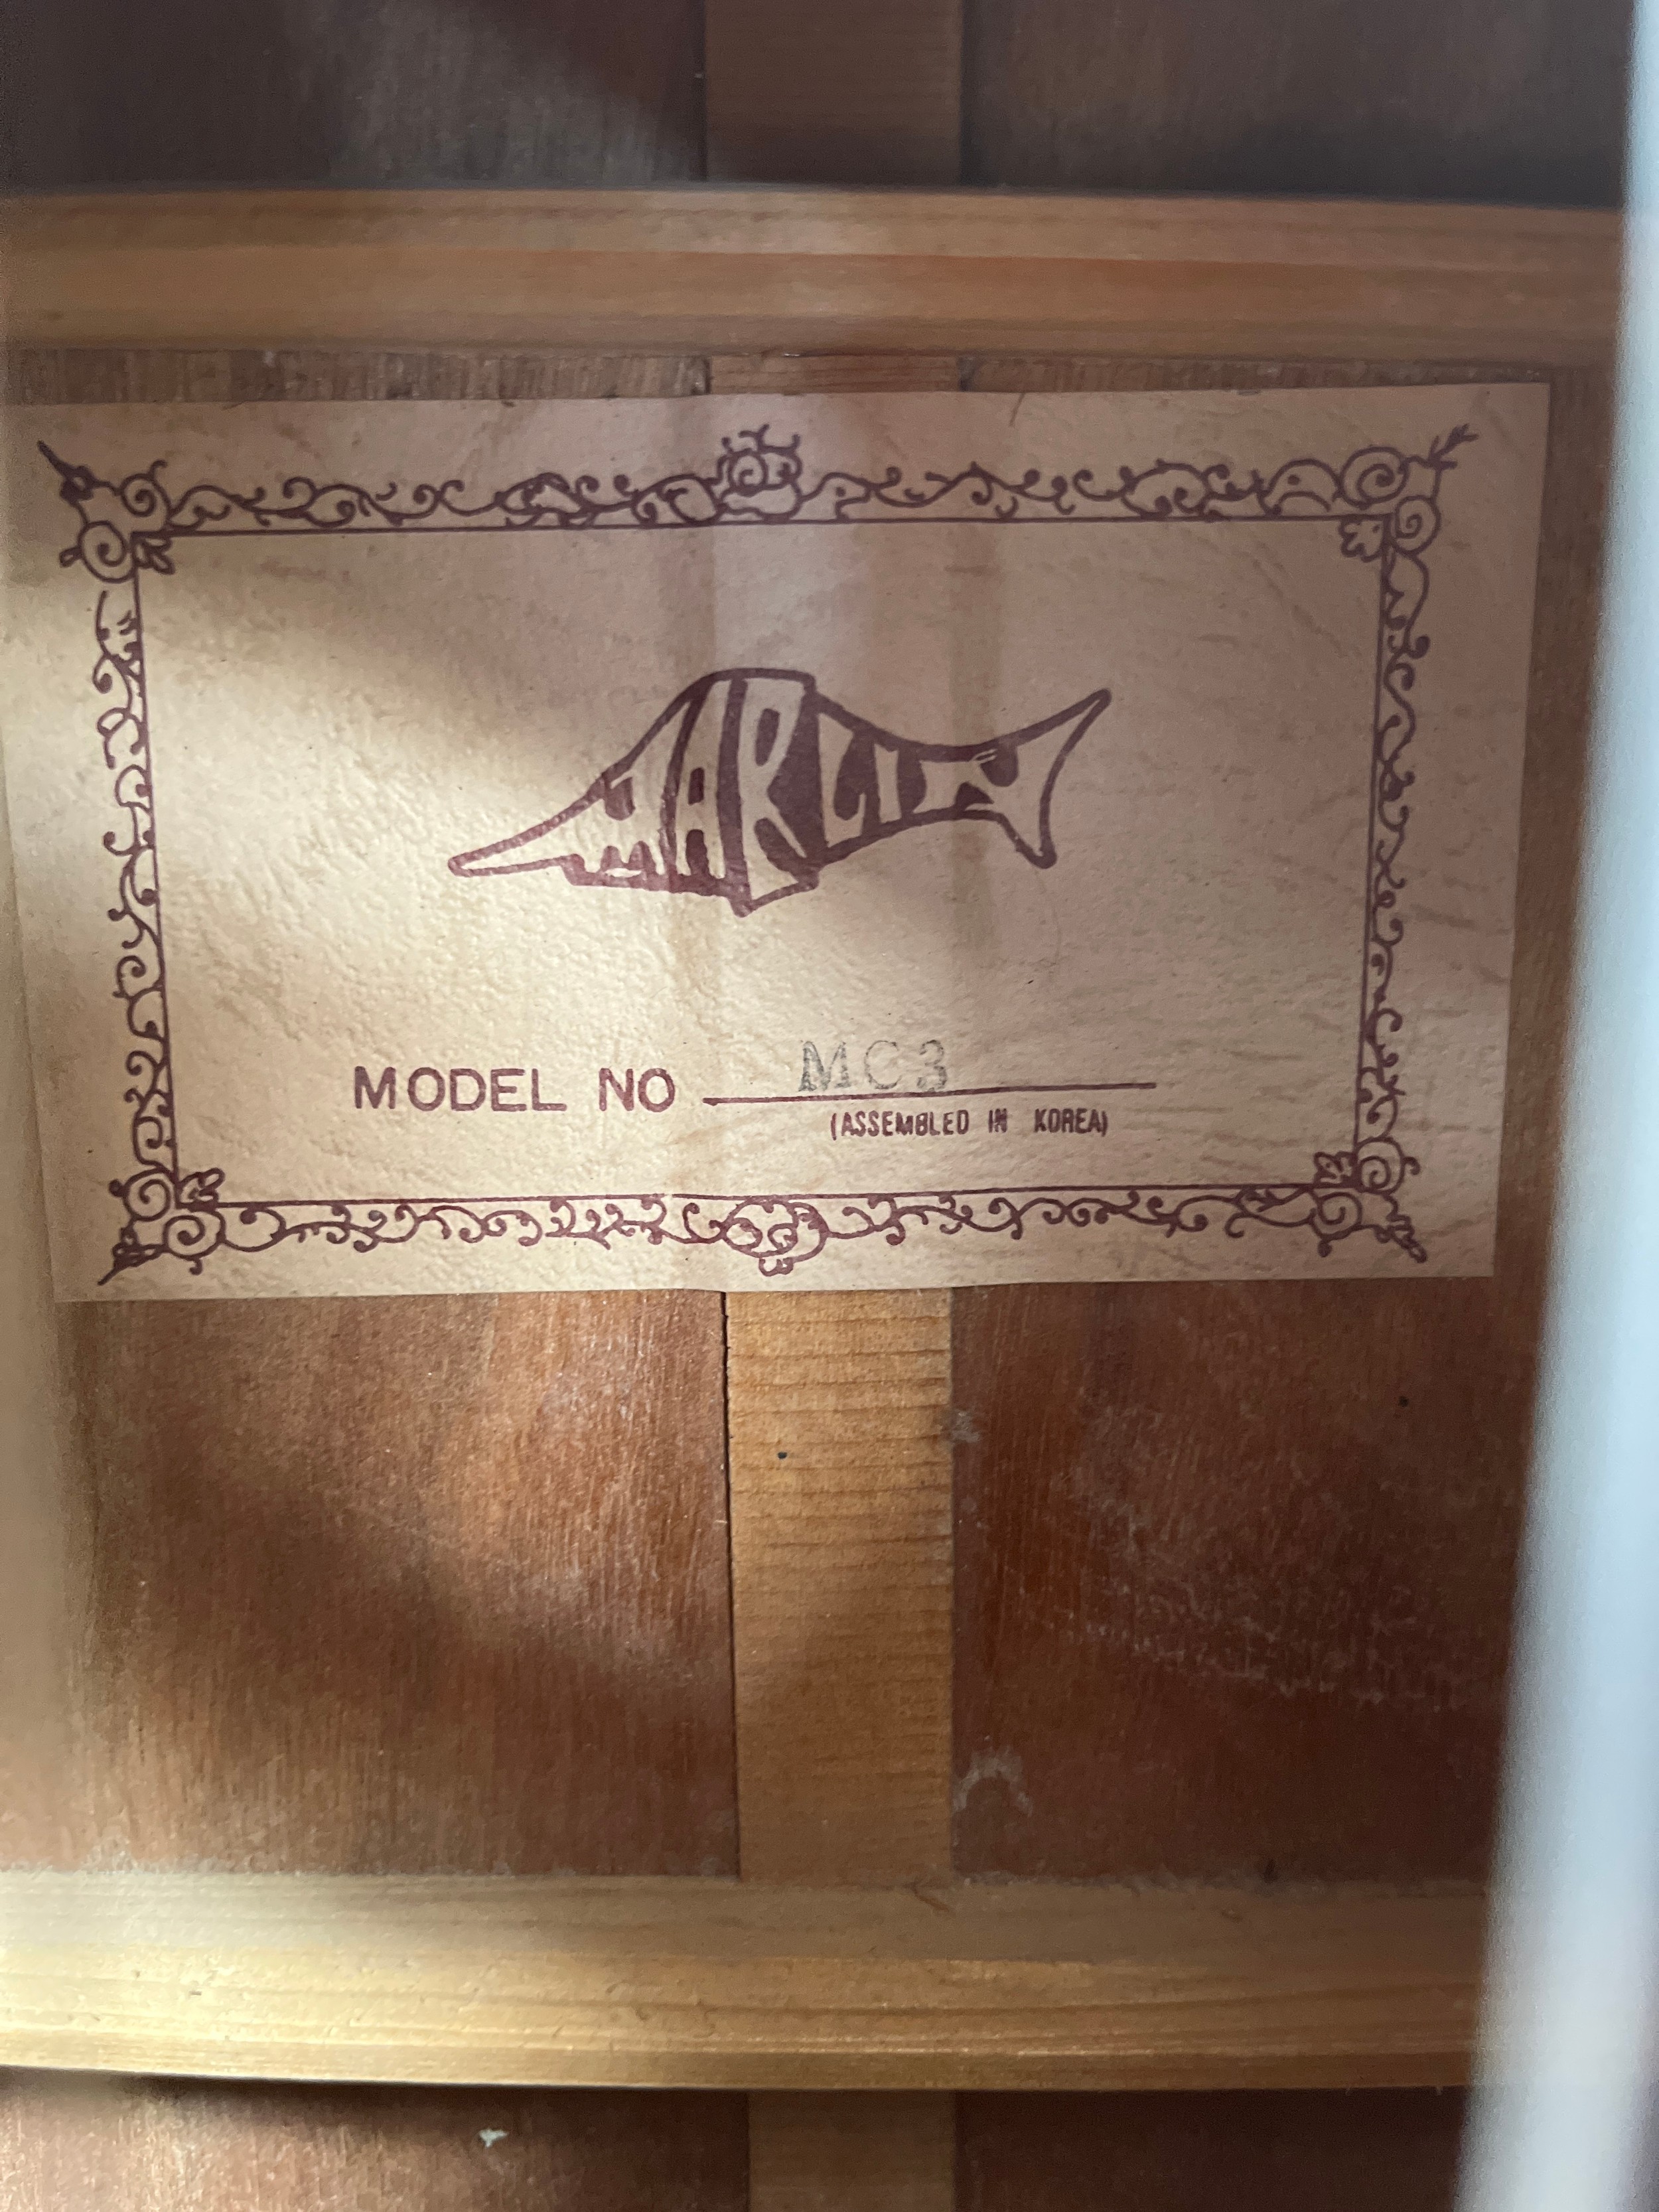 MARLIN
MODEL NO MC3
(ASSEMBLED IN KOREA)